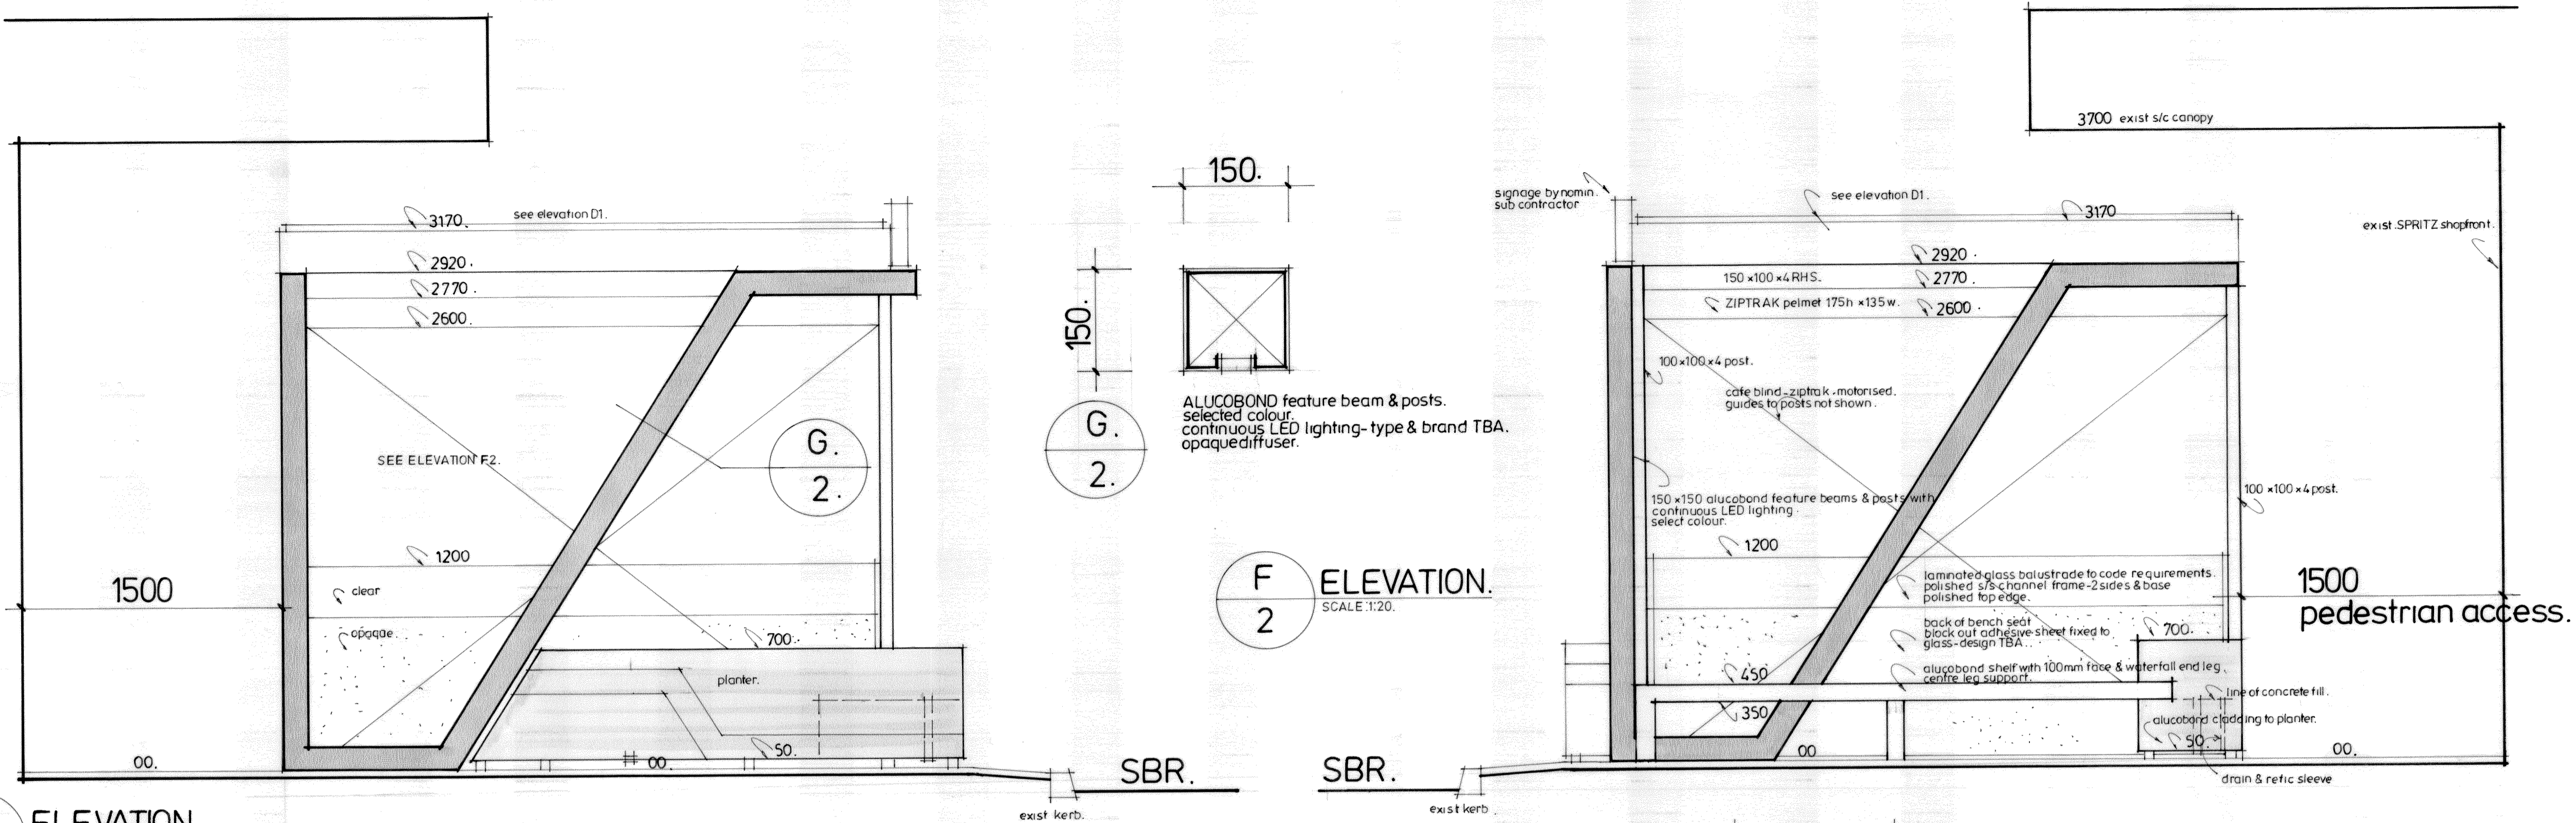 3170.
see elevation D1.
2920.
2770.
2600.
SEE ELEVATION F2.
G.
2.
1200
clear
opaque.
1500
700.
planter.
50.
00.
00.
SBR.
exist kerb.
ELEVATION
150.
150.
G.
2.
ALUCOBOND feature beam & posts.
selected colour.
continuous LED lighting-type & brand TBA.
opaque diffuser.
F
2
ELEVATION.
SCALE 1:20.
3700 exist s/c canopy
signage by nomin.
sub contractor
see elevation D1.
3170
exist. SPRITZ shopfront.
2920.
150 x 100 x 4 RHS.
2770.
ZIPTRAK pelmet 175h x 135w.
2600.
100 x 100 x 4 post.
cafe blind - ziptrak. motorised.
guides to posts not shown.
150 x 150 alucobond feature beams & posts with
continuous LED lighting.
select colour.
100 x 100 x 4 post.
1200
laminated glass balustrade to code requirements.
polished s/s channel frame-2 sides & base
polished top edge.
1500
pedestrian access.
back of bench seat
block out adhesive sheet fixed to
glass-design TBA..
700.
450
alucobond shelf with 100mm face & waterfall end leg.
centre leg support.
line of concrete fill.
350
alucobond cladding to planter.
50.
00
00.
drain & retic sleeve
SBR.
exist kerb